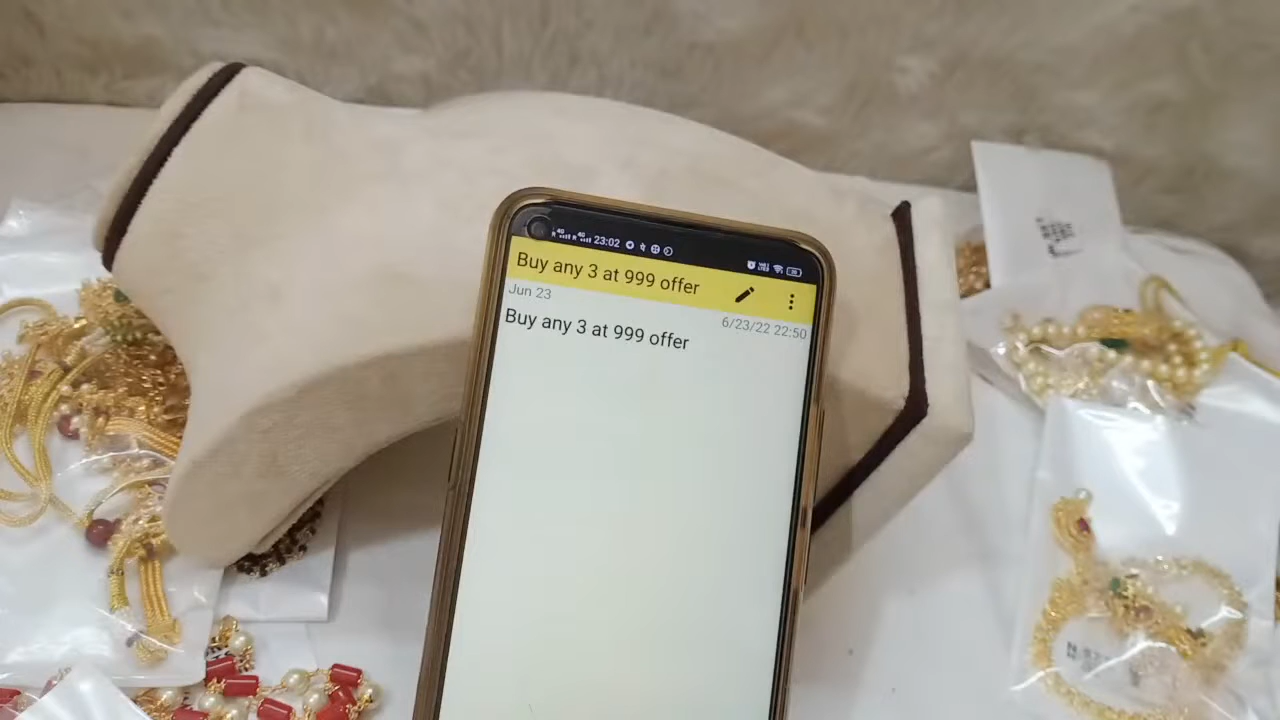 23:02
Buy any 3 at 999 offer
Jun 23
6/23/22 22:50
Buy any 3 at 999 offer